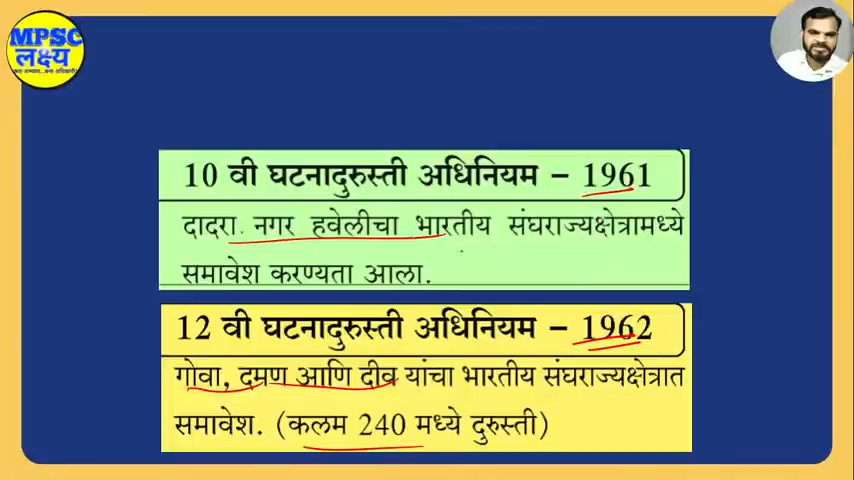 MPSC
लक्ष्य
10 वी घटनादुरुस्ती अधिनियम – 1961
दादरा नगर हवेलीचा भारतीय संघराज्यक्षेत्रामध्ये
समावेश करण्यता आला.
12 वी घटनादुरुस्ती अधिनियम – 1962
गोवा, दमण आणि दीव यांचा भारतीय संघराज्यक्षेत्रात
समावेश. (कलम 240 मध्ये दुरुस्ती)